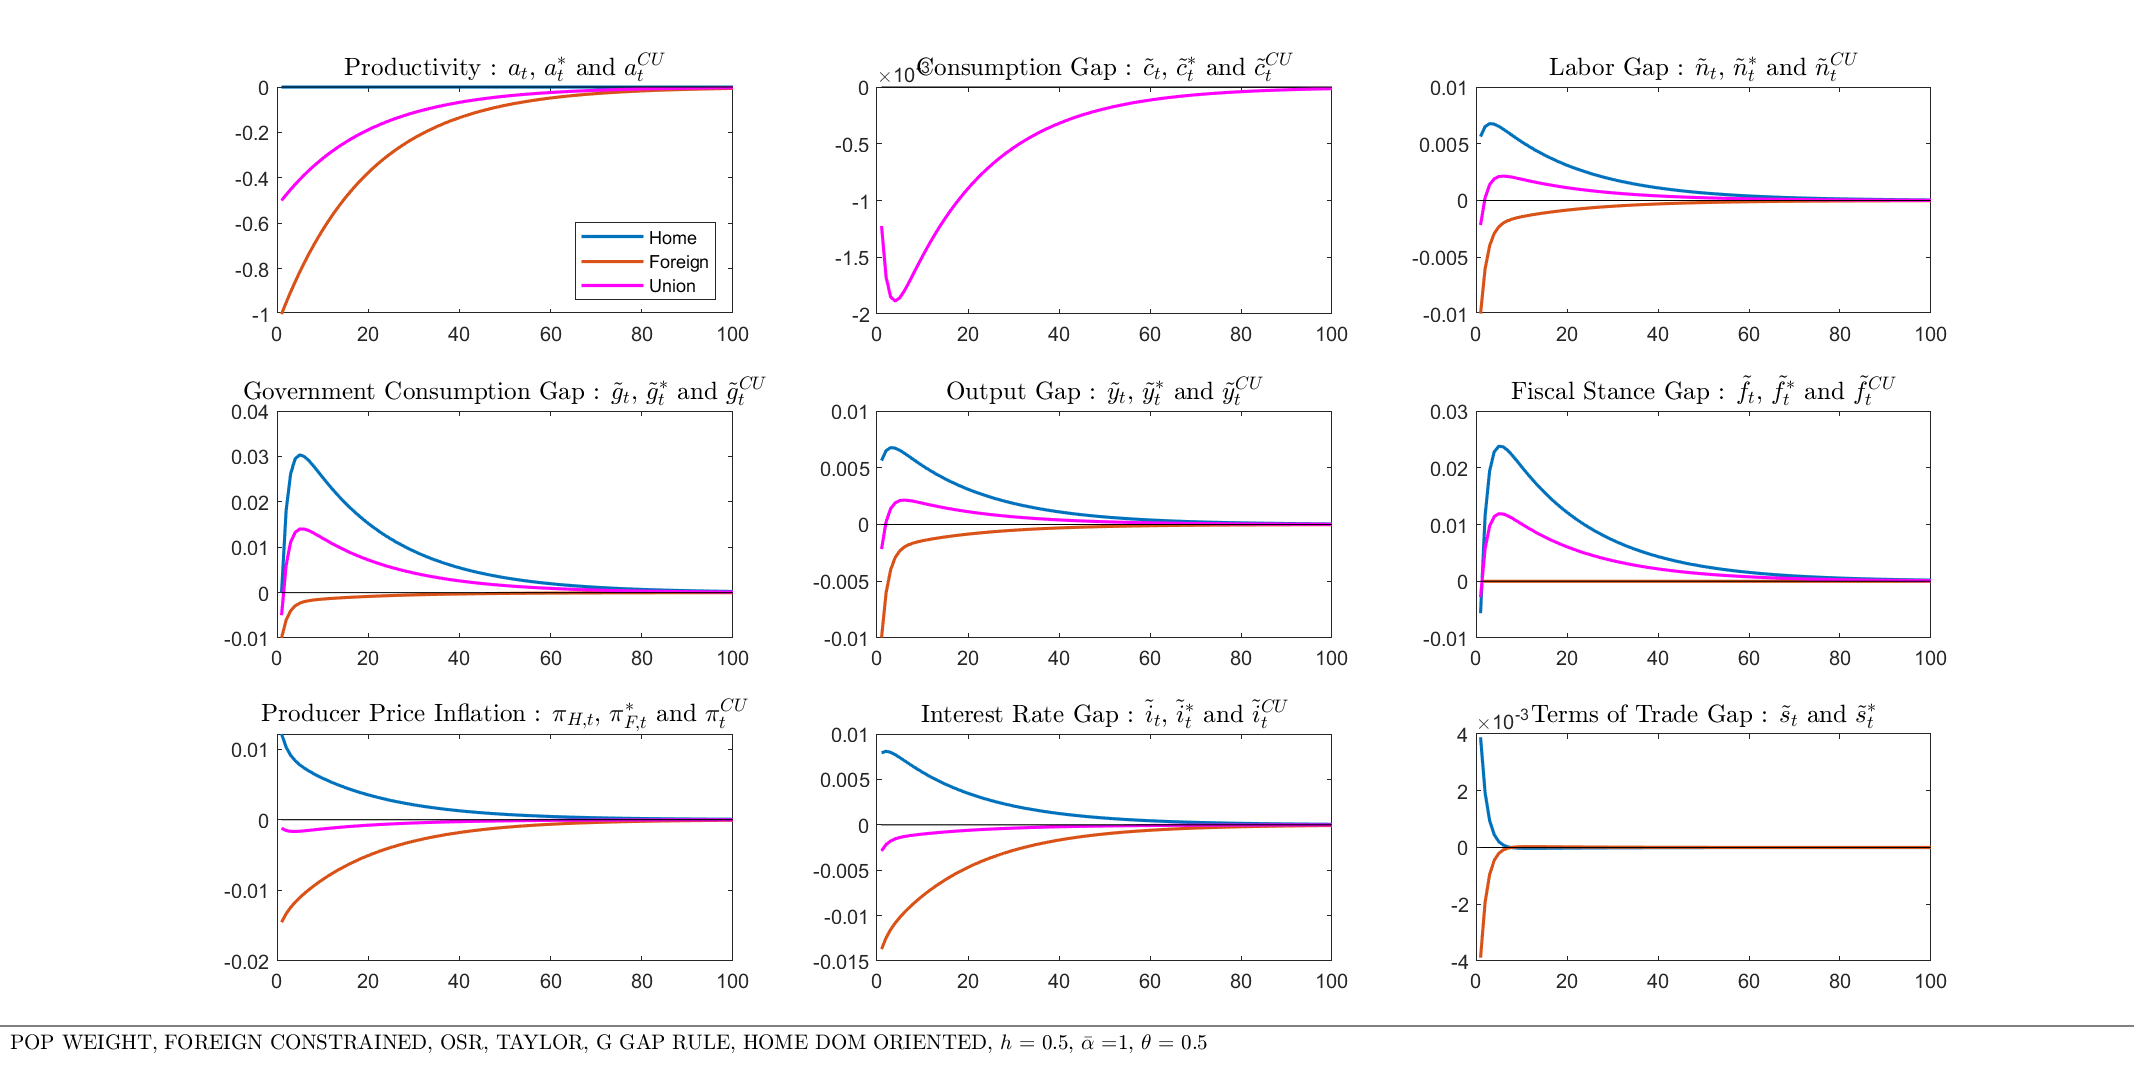 Productivity : a_t, a_t^* and a_t^{CU}
0
-0.2
-0.4
-0.6
-0.8
-1
0 20 40 60 80 100
Home
Foreign
Union
Consumption Gap : c̃_t, c̃_t^* and c̃_t^{CU}
×10^{-3}
0
-0.5
-1
-1.5
-2
0 20 40 60 80 100
Labor Gap : ñ_t, ñ_t^* and ñ_t^{CU}
0.01
0.005
0
-0.005
-0.01
0 20 40 60 80 100
Government Consumption Gap : g̃_t, g̃_t^* and g̃_t^{CU}
0.04
0.03
0.02
0.01
0
-0.01
0 20 40 60 80 100
Output Gap : ỹ_t, ỹ_t^* and ỹ_t^{CU}
0.01
0.005
0
-0.005
-0.01
0 20 40 60 80 100
Fiscal Stance Gap : f̃_t, f̃_t^* and f̃_t^{CU}
0.03
0.02
0.01
0
-0.01
0 20 40 60 80 100
Producer Price Inflation : π_{H,t}, π_{F,t}^* and π_t^{CU}
0.01
0
-0.01
-0.02
0 20 40 60 80 100
Interest Rate Gap : ĩ_t, ĩ_t^* and ĩ_t^{CU}
0.01
0.005
0
-0.005
-0.01
-0.015
0 20 40 60 80 100
Terms of Trade Gap : s̃_t and s̃_t^*
×10^{-3}
4
2
0
-2
-4
0 20 40 60 80 100
POP WEIGHT, FOREIGN CONSTRAINED, OSR, TAYLOR, G GAP RULE, HOME DOM ORIENTED, h = 0.5, ᾱ =1, θ = 0.5